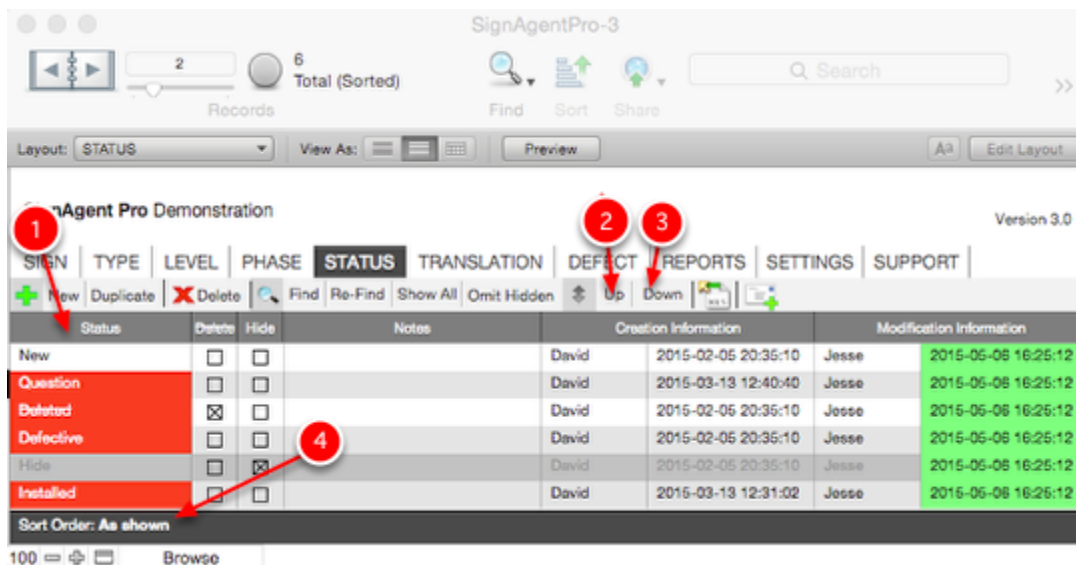 SignAgentPro-3
2
6
Total (Sorted)
Search
Records
Find
Sort
Share
Layout: STATUS
View As:
Preview
Aa
Edit Layout
Agent Pro Demonstration
Version 3.0
1
2
3
SIGN TYPE LEVEL PHASE STATUS TRANSLATION DEFECT REPORTS SETTINGS SUPPORT
New Duplicate Delete Find Re-Find Show All Omit Hidden Up Down XLS
Status Delete Hide Notes Creation Information Modification Information
New David 2015-02-05 20:35:10 Jesse 2015-05-06 16:25:12
Question David 2015-03-13 12:40:40 Jesse 2015-05-06 16:25:12
Deleted David 2015-02-05 20:35:10 Jesse 2015-05-06 16:25:12
Defective David 2015-02-05 20:35:10 Jesse 2015-05-06 16:25:12
4
Hide David 2015-02-05 20:35:10 Jesse 2015-05-06 16:25:12
Installed David 2015-03-13 12:31:02 Jesse 2015-05-06 16:25:12
Sort Order: As shown
100 Browse